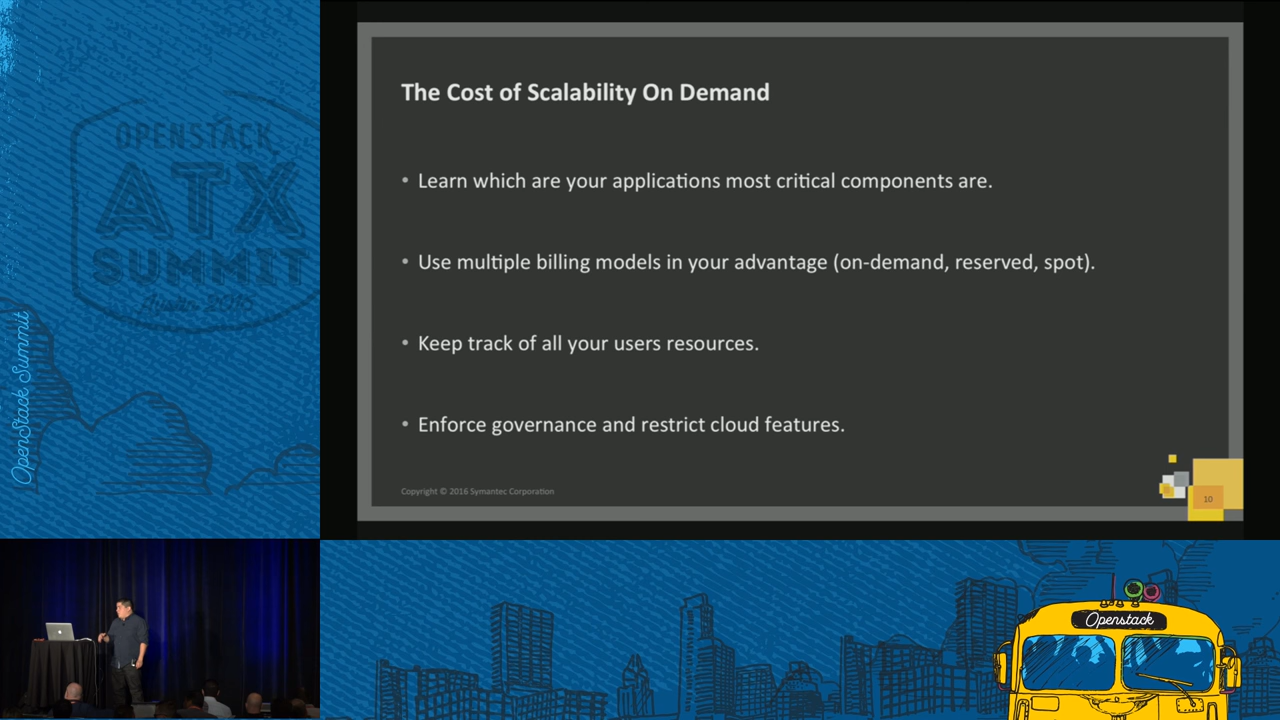 OPENSTACK
ATX
SUMMIT
Austin 2016
OpenStack Summit
The Cost of Scalability On Demand
• Learn which are your applications most critical components are.
• Use multiple billing models in your advantage (on-demand, reserved, spot).
• Keep track of all your users resources.
• Enforce governance and restrict cloud features.
Copyright © 2016 Symantec Corporation
10
Openstack